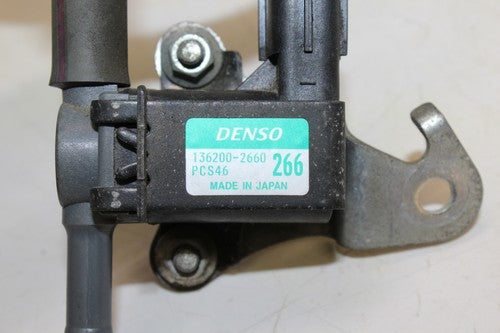 DENSO
136200-2660
PCS46 266
MADE IN JAPAN